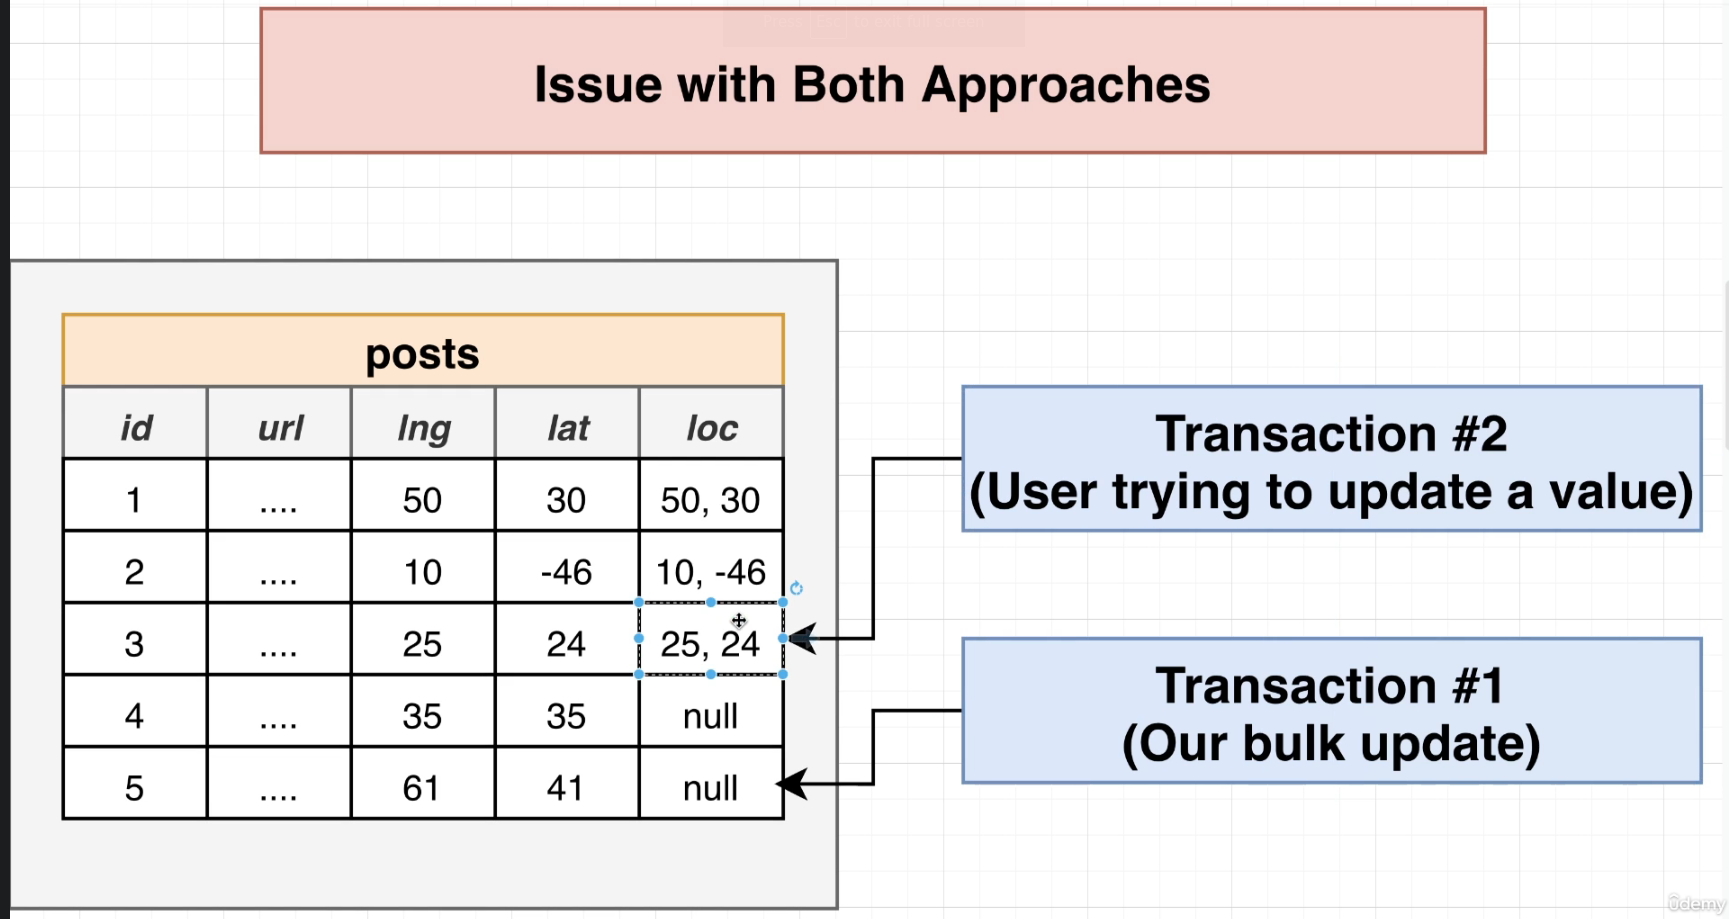 Issue with Both Approaches
posts
id url lng lat loc
1 .... 50 30 50, 30
2 .... 10 -46 10, -46
3 .... 25 24 25, 24
4 .... 35 35 null
5 .... 61 41 null
Transaction #2
(User trying to update a value)
Transaction #1
(Our bulk update)
ûdemy